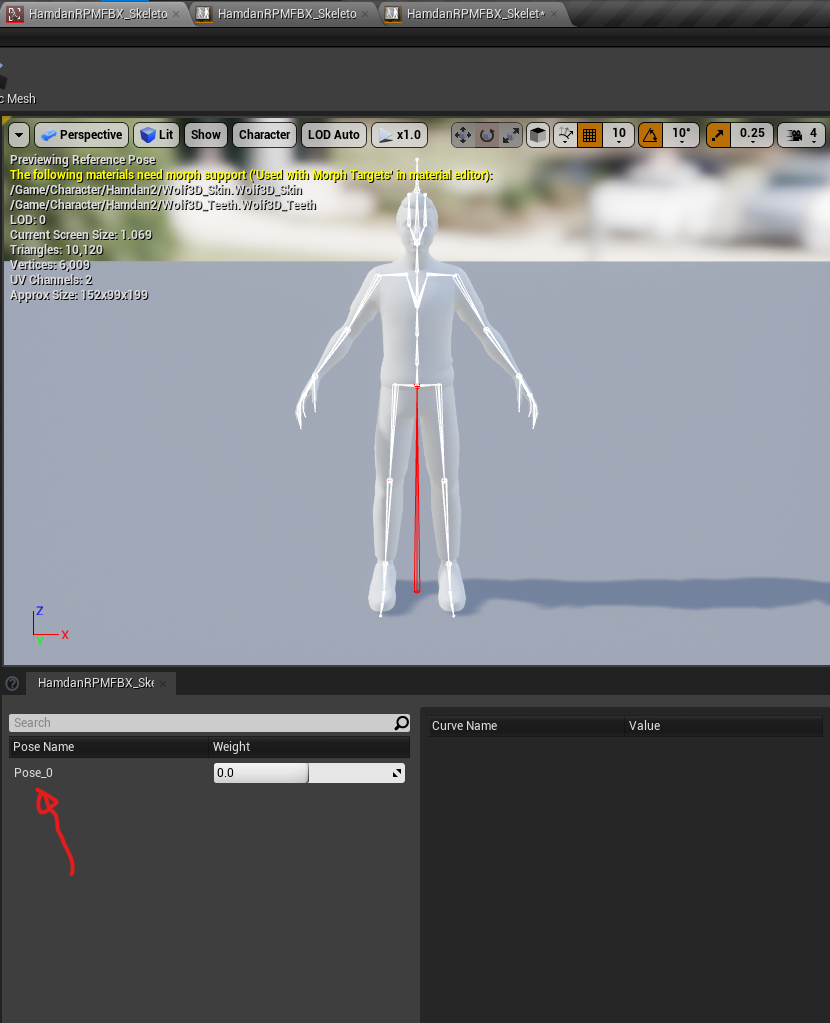 HamdanRPMFBX_Skeleto HamdanRPMFBX_Skeleto HamdanRPMFBX_Skelet*
c Mesh
Perspective Lit Show Character LOD Auto x1.0 10 10° 0.25 4
Previewing Reference Pose
The following materials need morph support ('Used with Morph Targets' in material editor):
/Game/Character/Hamdan2/Wolf3D_Skin.Wolf3D_Skin
/Game/Character/Hamdan2/Wolf3D_Teeth.Wolf3D_Teeth
LOD: 0
Current Screen Size: 1.069
Triangles: 10,120
Vertices: 6,009
UV Channels: 2
Approx Size: 152x99x199
Z
X
Y
HamdanRPMFBX_Ske
Search
Pose Name Weight Curve Name Value
Pose_0 0.0